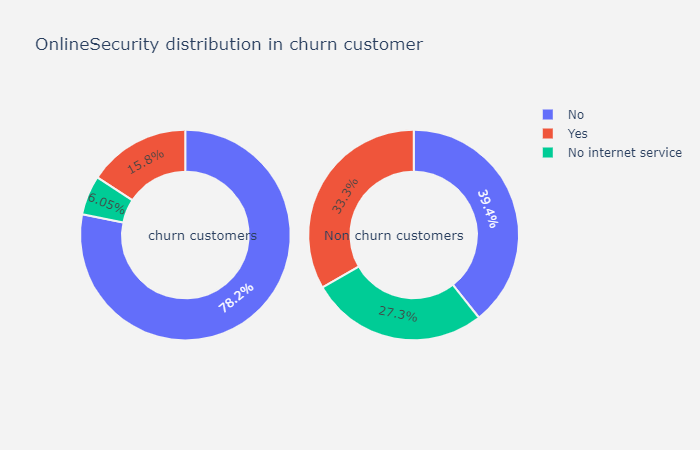 OnlineSecurity distribution in churn customer
No
Yes
No internet service
15.8%
6.05%
churn customers
78.2%
33.3%
39.4%
Non churn customers
27.3%